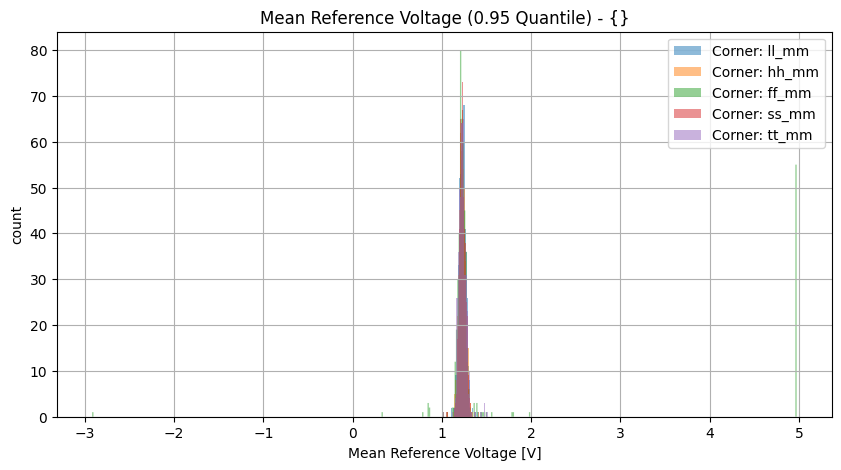 Mean Reference Voltage (0.95 Quantile) - {}
Corner: ll_mm
Corner: hh_mm
Corner: ff_mm
Corner: ss_mm
Corner: tt_mm
80
70
60
50
40
30
20
10
0
count
−3 −2 −1 0 1 2 3 4 5
Mean Reference Voltage [V]